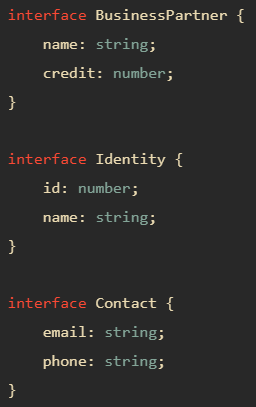 interface BusinessPartner {
    name: string;
    credit: number;
}

interface Identity {
    id: number;
    name: string;
}

interface Contact {
    email: string;
    phone: string;
}